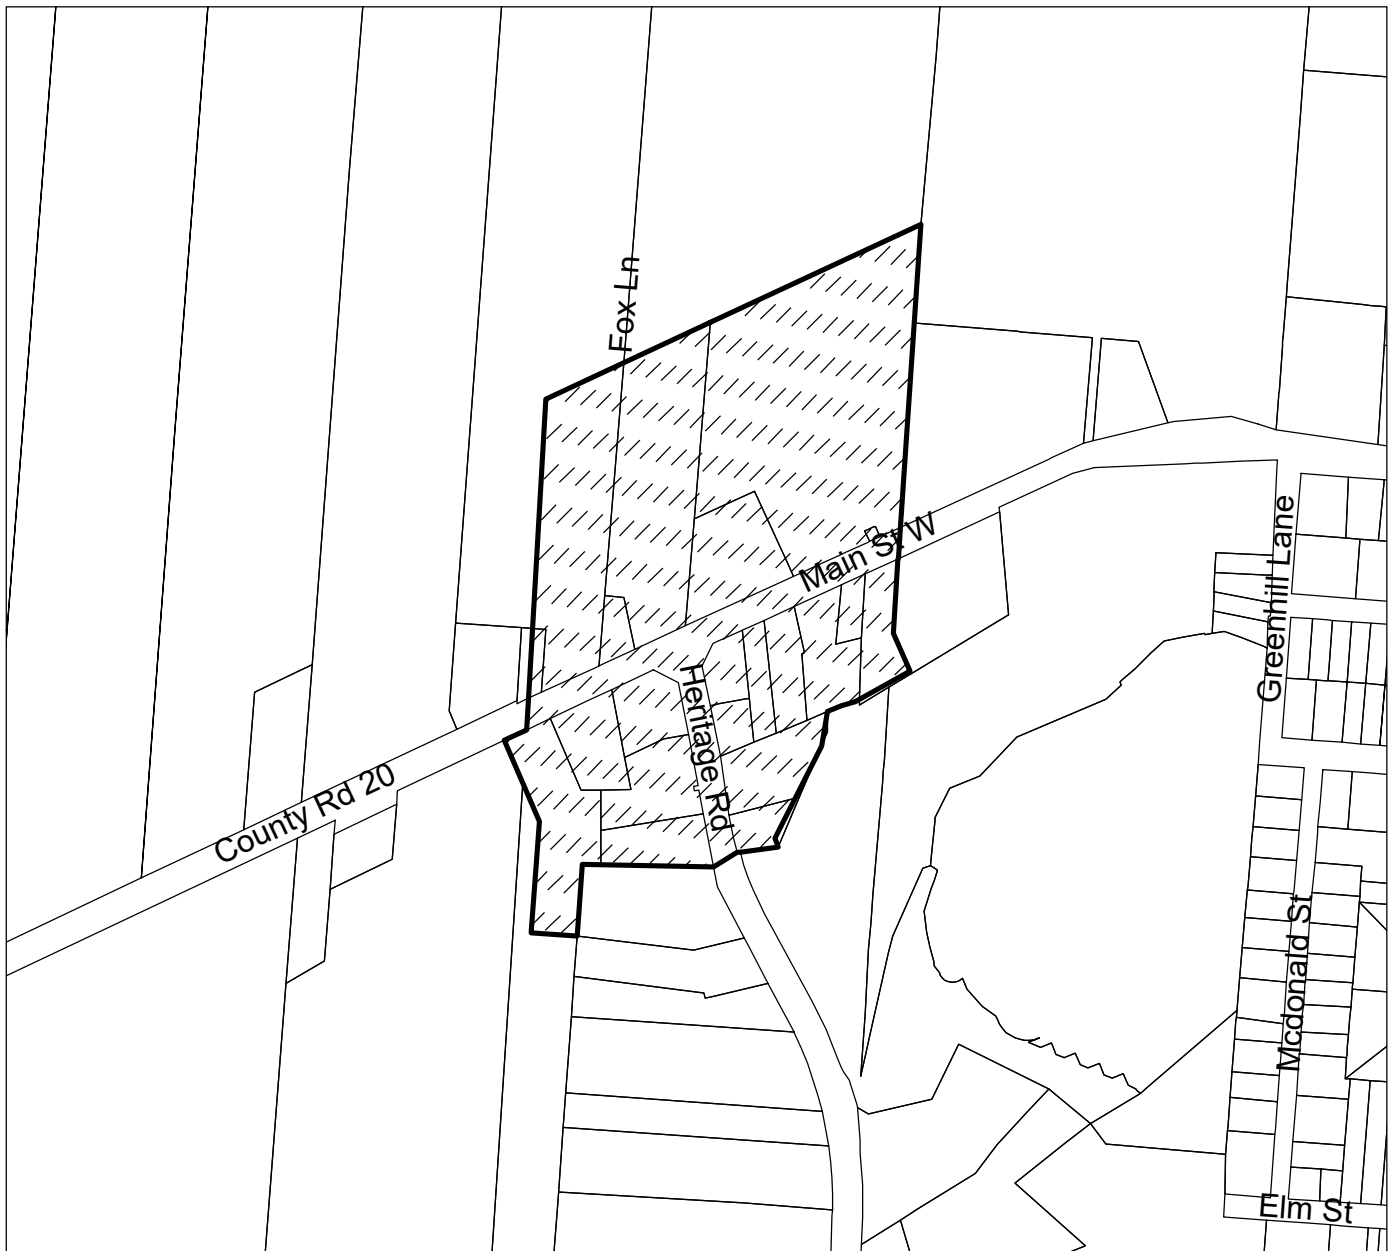 Fox Ln
Main St W
Greenhill Lane
Heritage Rd
County Rd 20
Mcdonald St
Elm St